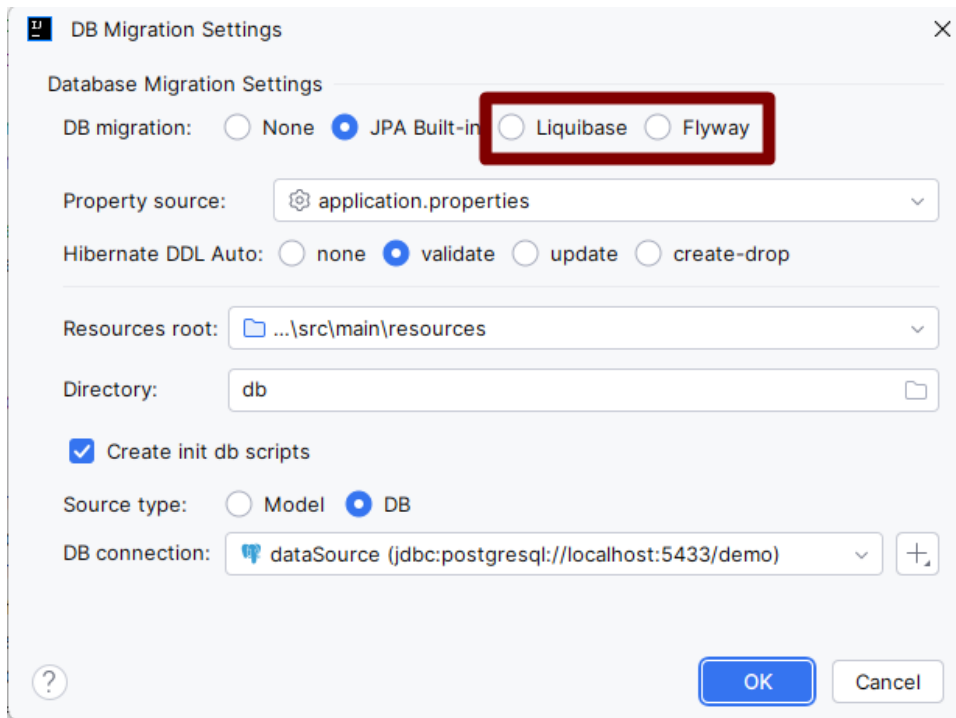 IJ DB Migration Settings
Database Migration Settings
DB migration: None JPA Built-in Liquibase Flyway
Property source: application.properties
Hibernate DDL Auto: none validate update create-drop
Resources root: ...\src\main\resources
Directory: db
Create init db scripts
Source type: Model DB
DB connection: dataSource (jdbc:postgresql://localhost:5433/demo)
? OK Cancel